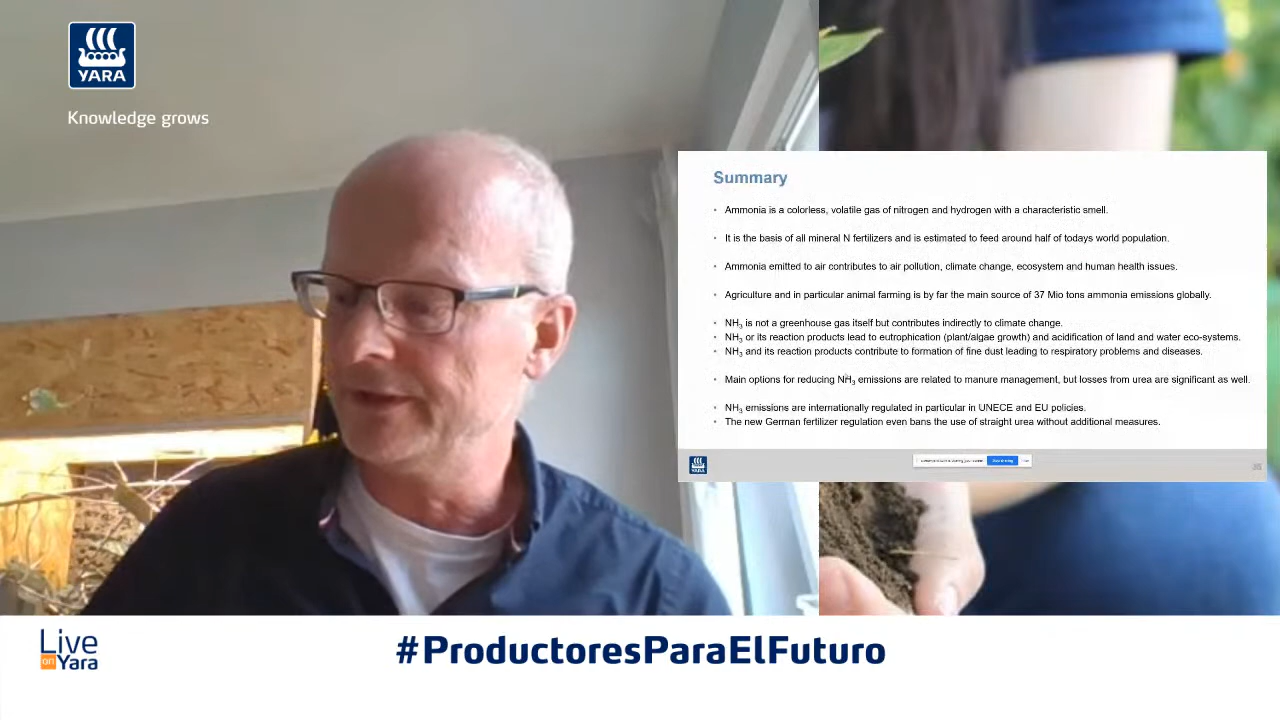 YARA
Knowledge grows
Summary
• Ammonia is a colorless, volatile gas of nitrogen and hydrogen with a characteristic smell.
• It is the basis of all mineral N fertilizers and is estimated to feed around half of todays world population.
• Ammonia emitted to air contributes to air pollution, climate change, ecosystem and human health issues.
• Agriculture and in particular animal farming is by far the main source of 37 Mio tons ammonia emissions globally.
• NH₃ is not a greenhouse gas itself but contributes indirectly to climate change.
• NH₃ or its reaction products lead to eutrophication (plant/algae growth) and acidification of land and water eco-systems.
• NH₃ and its reaction products contribute to formation of fine dust leading to respiratory problems and diseases.
• Main options for reducing NH₃ emissions are related to manure management, but losses from urea are significant as well.
• NH₃ emissions are internationally regulated in particular in UNECE and EU policies.
• The new German fertilizer regulation even bans the use of straight urea without additional measures.
YARA
Live
on Yara
#ProductoresParaElFuturo